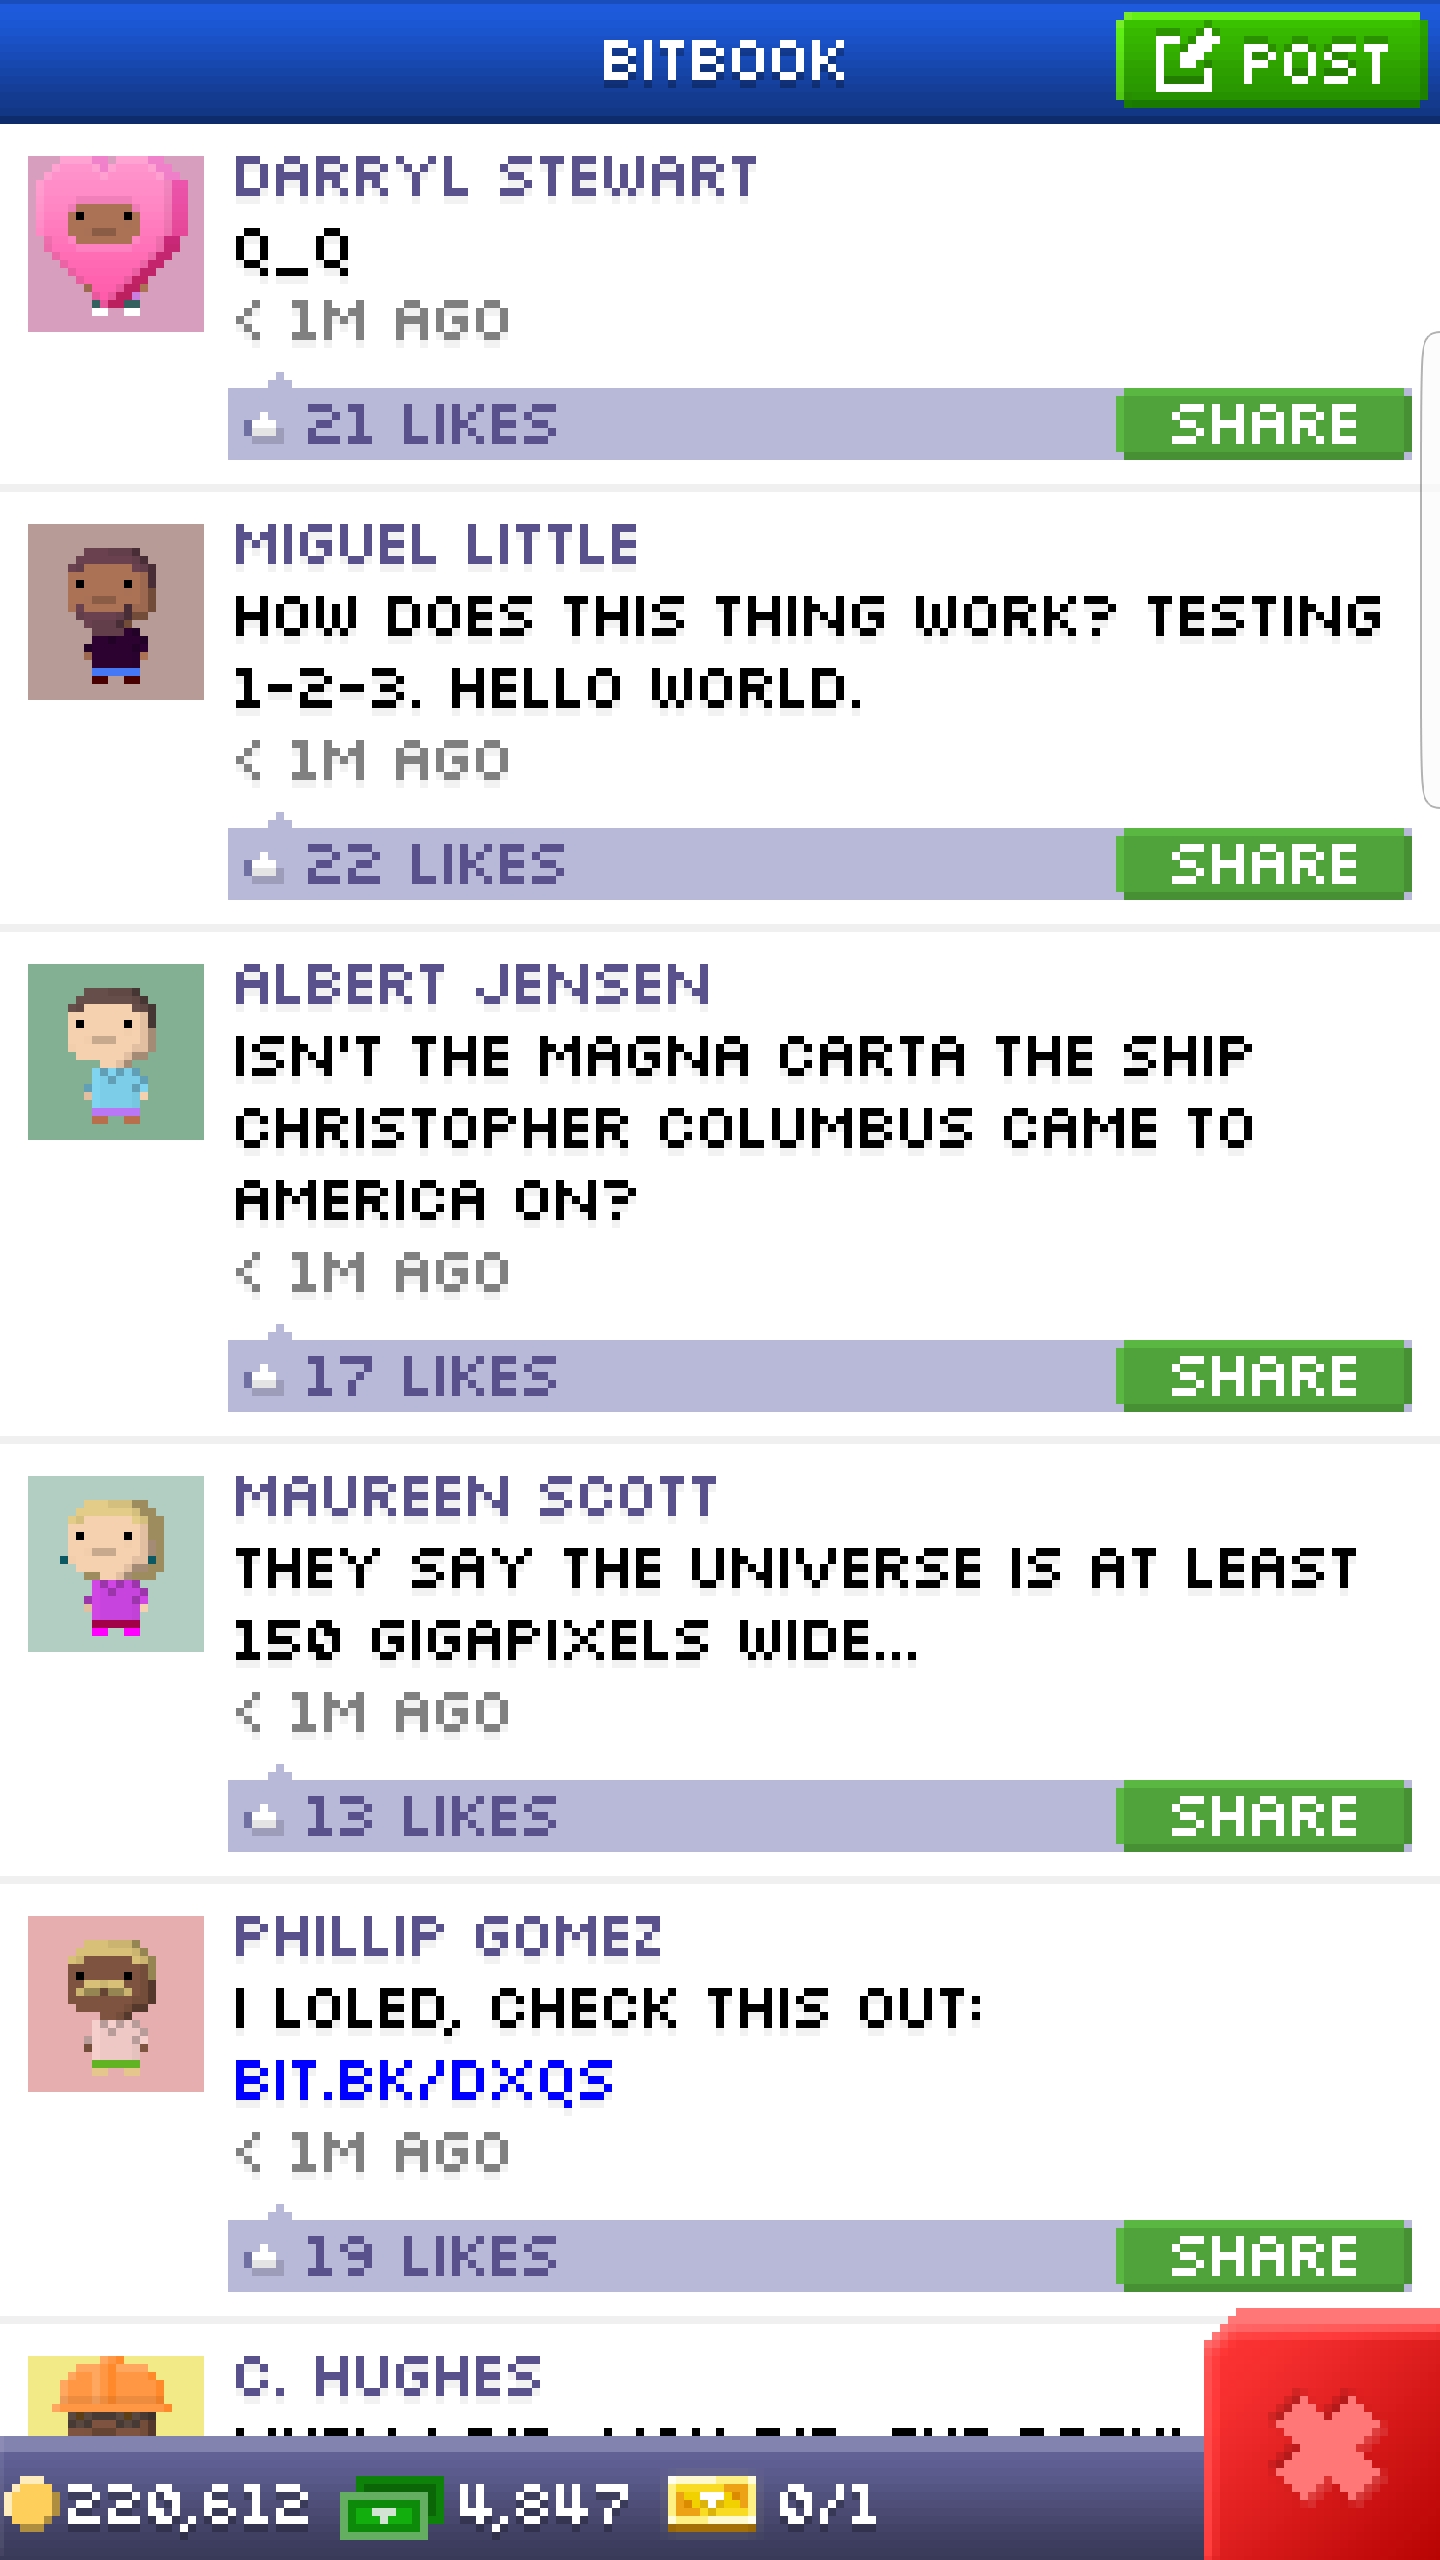 BITBOOK
POST
DARRYL STEWART
Q_Q
< 1M AGO
21 LIKES
SHARE
MIGUEL LITTLE
HOW DOES THIS THING WORK? TESTING
1-2-3. HELLO WORLD.
< 1M AGO
22 LIKES
SHARE
ALBERT JENSEN
ISN'T THE MAGNA CARTA THE SHIP
CHRISTOPHER COLUMBUS CAME TO
AMERICA ON?
< 1M AGO
17 LIKES
SHARE
MAUREEN SCOTT
THEY SAY THE UNIVERSE IS AT LEAST
150 GIGAPIXELS WIDE...
< 1M AGO
13 LIKES
SHARE
PHILLIP GOMEZ
I LOLED, CHECK THIS OUT:
BIT.BK/DXQS
< 1M AGO
19 LIKES
SHARE
C. HUGHES
220,612
4,847
0/1